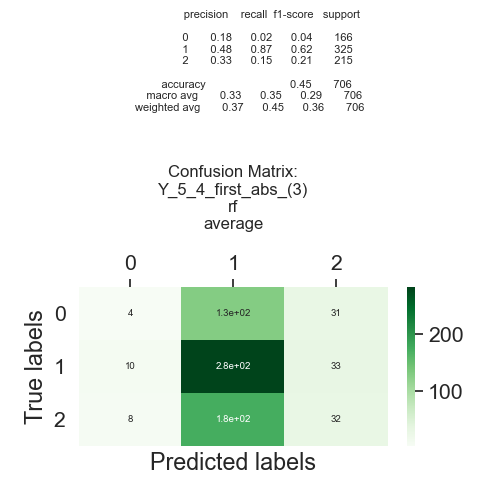 precision recall f1-score support
0 0.18 0.02 0.04 166
1 0.48 0.87 0.62 325
2 0.33 0.15 0.21 215
accuracy 0.45 706
macro avg 0.33 0.35 0.29 706
weighted avg 0.37 0.45 0.36 706
Confusion Matrix:
Y_5_4_first_abs_(3)
rf
average
0 1 2
0 4 1.3e+02 31
1 10 2.8e+02 33
2 8 1.8e+02 32
True labels
Predicted labels
200
100